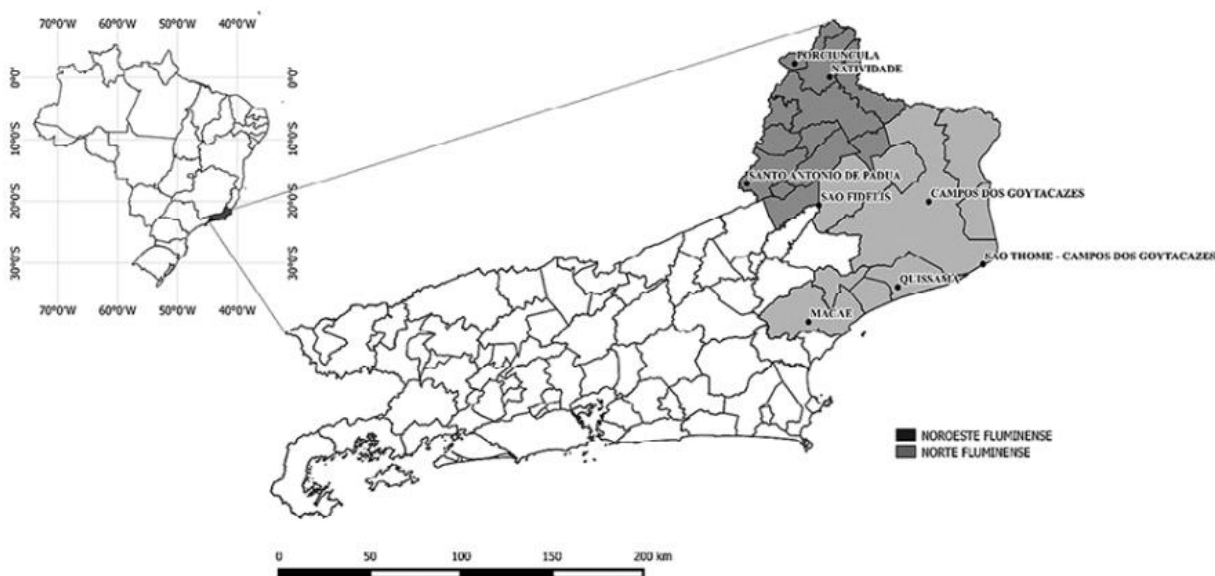 70°0'W 60°0'W 50°0'W 40°0'W
0°0' 0°0'
10°0'S 10°0'S
20°0'S 20°0'S
30°0'S 30°0'S
70°0'W 60°0'W 50°0'W 40°0'W
PORCIUNCULA
NATIVIDADE
SANTO ANTONIO DE PADUA
SAO FIDELIS
CAMPOS DOS GOYTACAZES
SAO THOME - CAMPOS DOS GOYTACAZES
QUISSAMA
MACAE
NOROESTE FLUMINENSE
NORTE FLUMINENSE
0 50 100 150 200 km